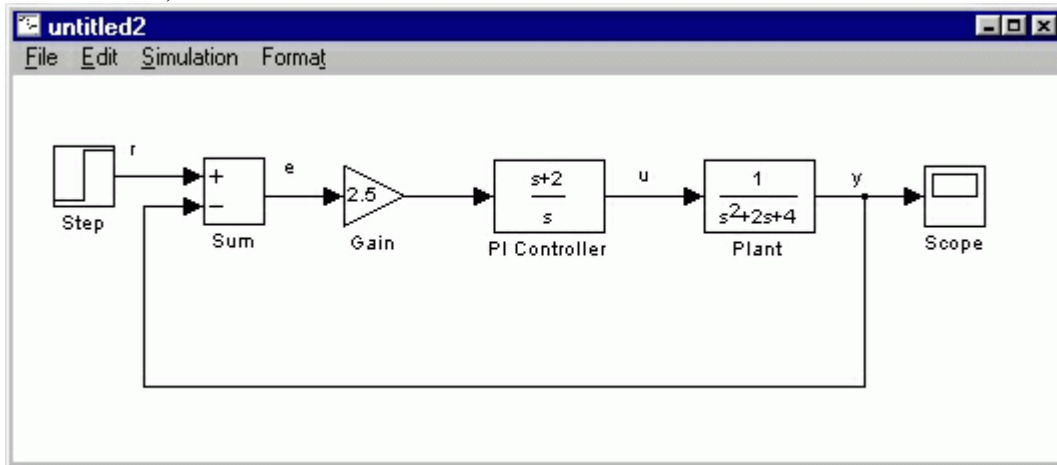 untitled2
File Edit Simulation Format
r
Step
+
−
Sum
e
2.5
Gain
s+2
s
PI Controller
u
1
s²+2s+4
Plant
y
Scope